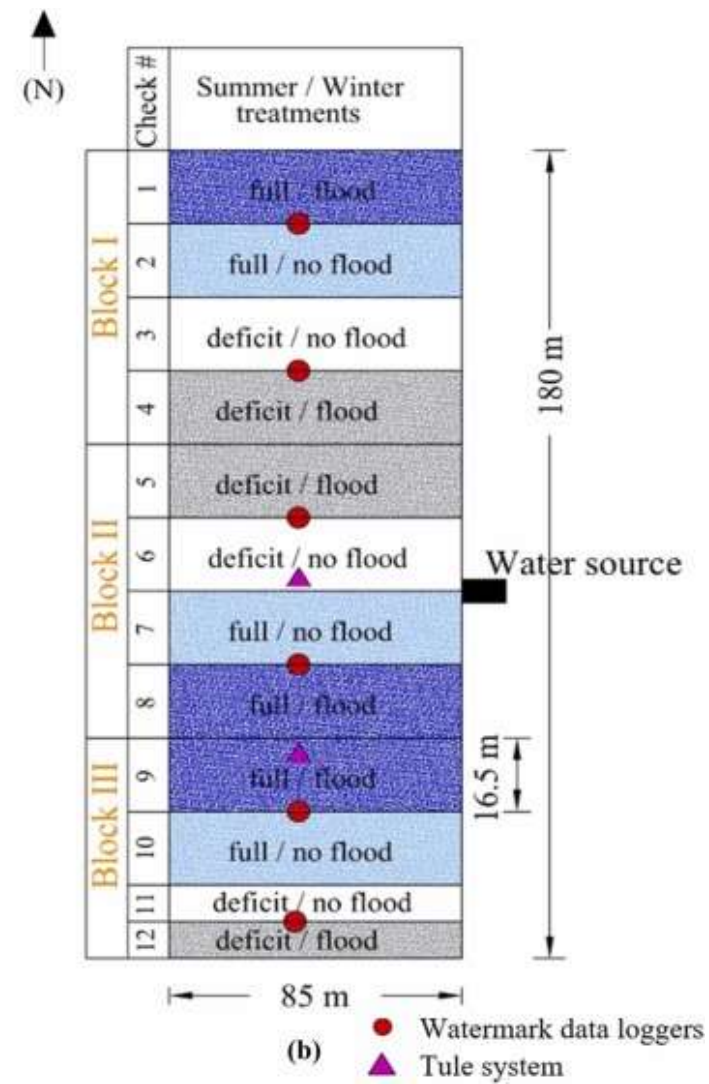 (N)
Check #
Summer / Winter
treatments
Block I
1
full / flood
2
full / no flood
3
deficit / no flood
4
deficit / flood
Block II
5
deficit / flood
6
deficit / no flood
7
full / no flood
8
full / flood
Block III
9
full / flood
10
full / no flood
11
deficit / no flood
12
deficit / flood
Water source
180 m
16.5 m
85 m
(b)
Watermark data loggers
Tule system